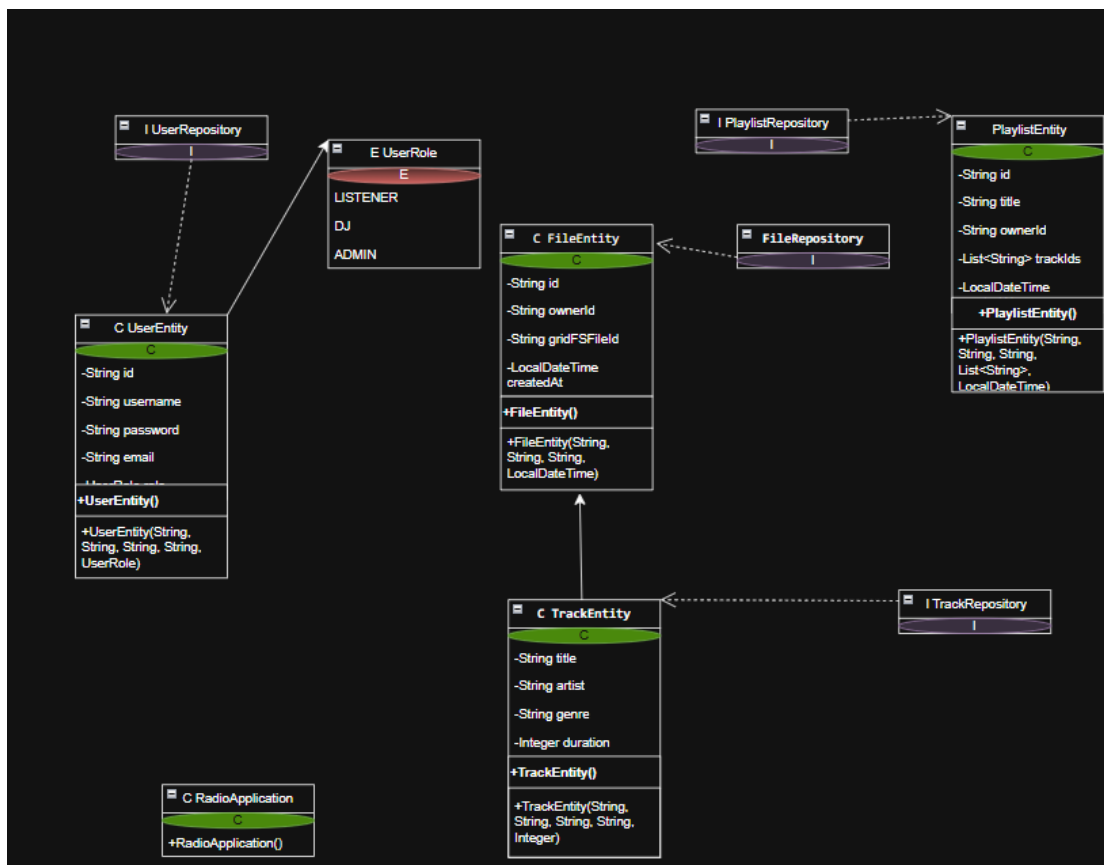 I UserRepository
I
E UserRole
E
LISTENER
DJ
ADMIN
I PlaylistRepository
I
PlaylistEntity
C
-String id
-String title
-String ownerId
-List<String> trackIds
-LocalDateTime
+PlaylistEntity()
+PlaylistEntity(String,
String, String,
List<String>,
LocalDateTime)
C FileEntity
C
-String id
-String ownerId
-String gridFSFileId
-LocalDateTime
createdAt
+FileEntity()
+FileEntity(String,
String, String,
LocalDateTime)
FileRepository
I
C UserEntity
C
-String id
-String username
-String password
-String email
-UserRole role
+UserEntity()
+UserEntity(String,
String, String, String,
UserRole)
C TrackEntity
C
-String title
-String artist
-String genre
-Integer duration
+TrackEntity()
+TrackEntity(String,
String, String, String,
Integer)
I TrackRepository
I
C RadioApplication
C
+RadioApplication()